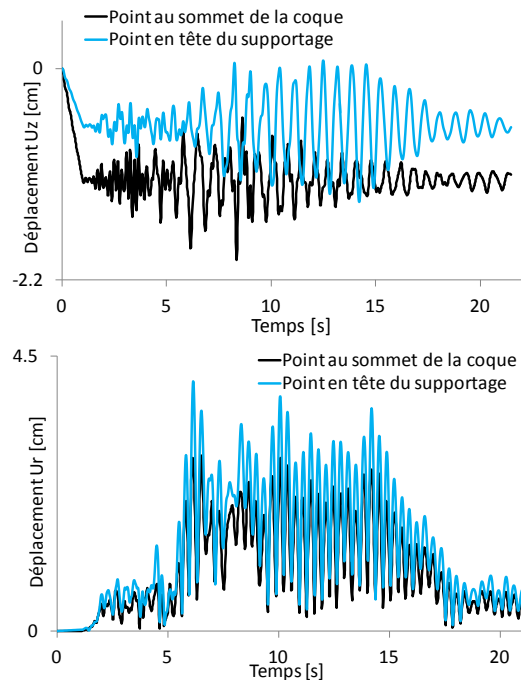 Point au sommet de la coque
Point en tête du supportage
0
-2.2
Déplacement Uz [cm]
0 5 10 15 20
Temps [s]
4.5
Point au sommet de la coque
Point en tête du supportage
Déplacement Ur [cm]
0
0 5 10 15 20
Temps [s]